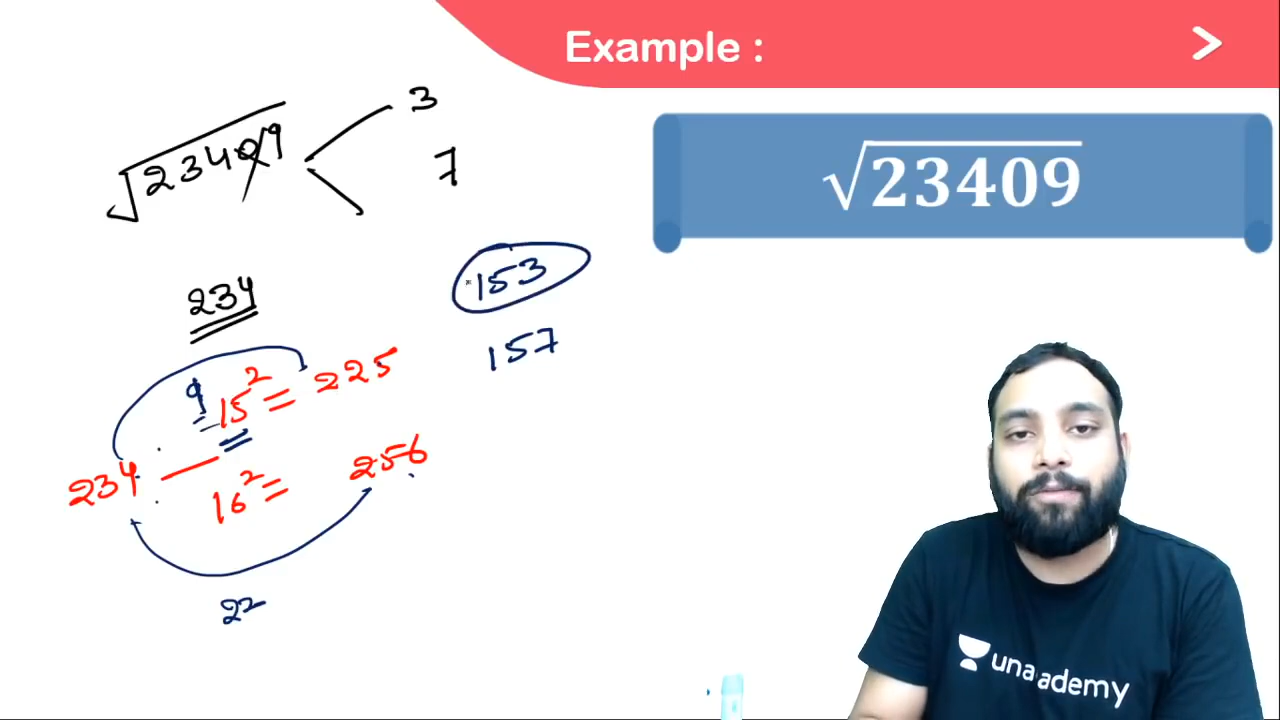 Example :
√23409
√23409
3
7
153
157
234
9
15² = 225
234
16² = 256
22
unacademy